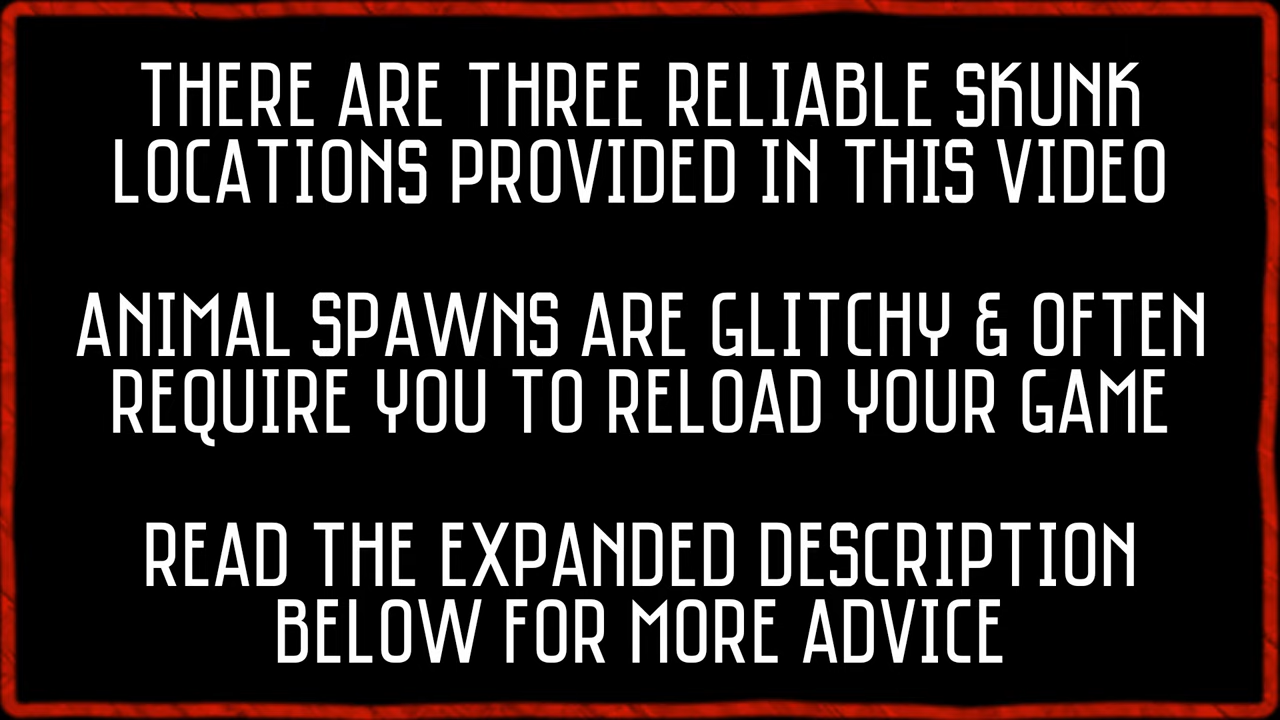 THERE ARE THREE RELIABLE SKUNK
LOCATIONS PROVIDED IN THIS VIDEO
ANIMAL SPAWNS ARE GLITCHY & OFTEN
REQUIRE YOU TO RELOAD YOUR GAME
READ THE EXPANDED DESCRIPTION
BELOW FOR MORE ADVICE